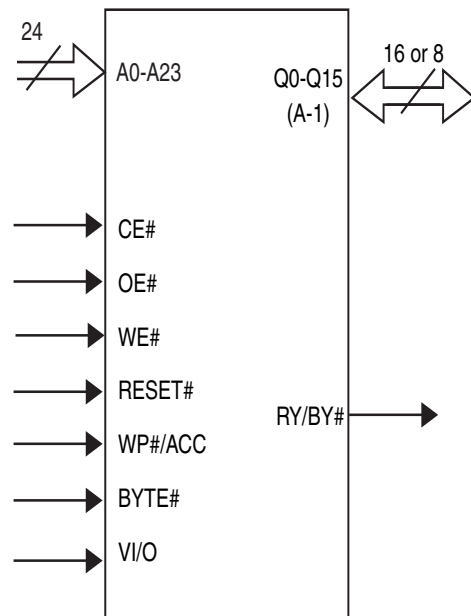 24
A0-A23
Q0-Q15
(A-1)
16 or 8
CE#
OE#
WE#
RESET#
WP#/ACC
BYTE#
VI/O
RY/BY#